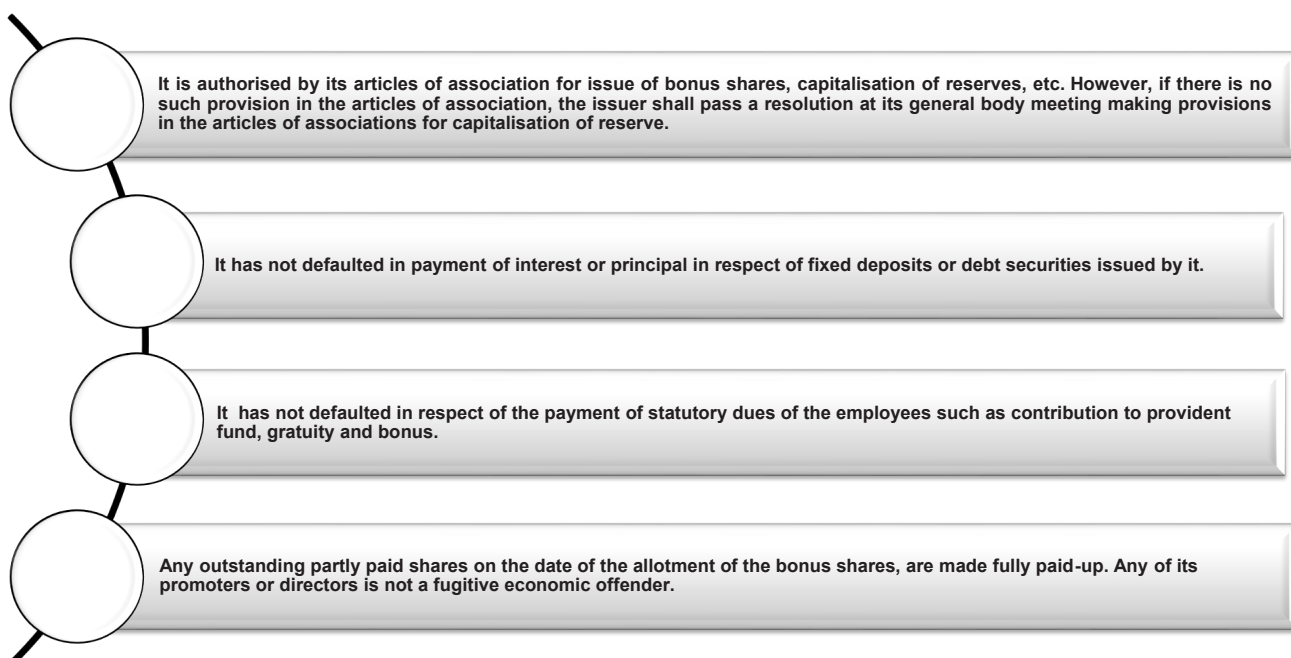 It is authorised by its articles of association for issue of bonus shares, capitalisation of reserves, etc. However, if there is no
such provision in the articles of association, the issuer shall pass a resolution at its general body meeting making provisions
in the articles of associations for capitalisation of reserve.
It has not defaulted in payment of interest or principal in respect of fixed deposits or debt securities issued by it.
It has not defaulted in respect of the payment of statutory dues of the employees such as contribution to provident
fund, gratuity and bonus.
Any outstanding partly paid shares on the date of the allotment of the bonus shares, are made fully paid-up. Any of its
promoters or directors is not a fugitive economic offender.